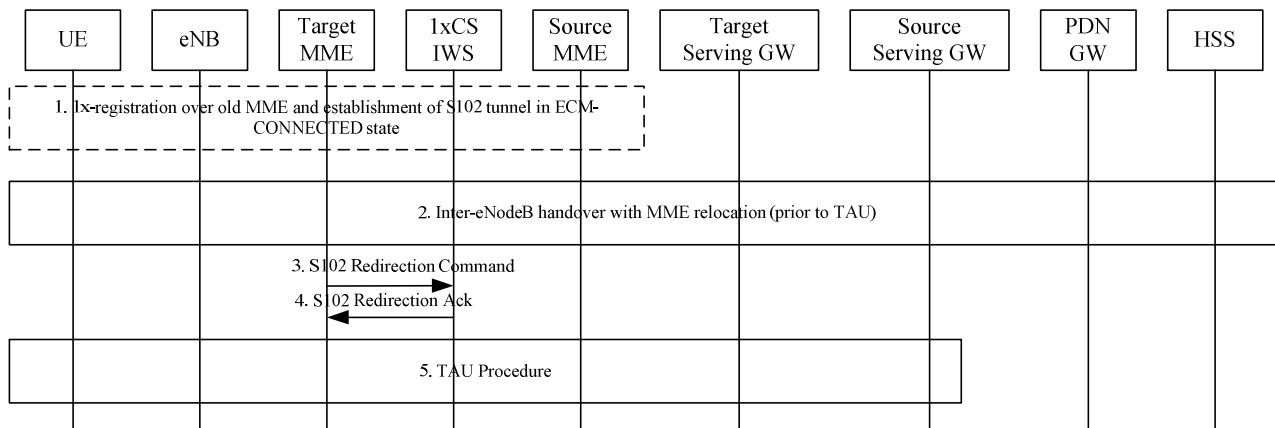 UE
eNB
Target
MME
1xCS
IWS
Source
MME
Target
Serving GW
Source
Serving GW
PDN
GW
HSS
1. 1x-registration over old MME and establishment of S102 tunnel in ECM-
CONNECTED state
2. Inter-eNodeB handover with MME relocation (prior to TAU)
3. S102 Redirection Command
4. S102 Redirection Ack
5. TAU Procedure